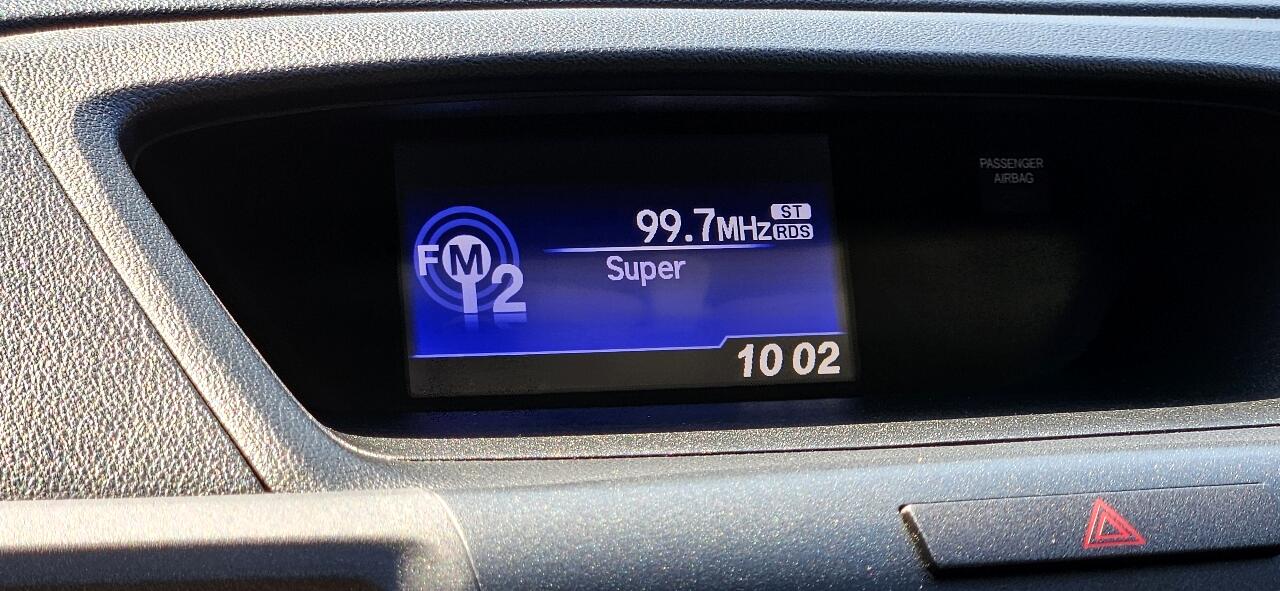 99.7MHz ST
RDS
FM2
Super
10 02
PASSENGER
AIRBAG